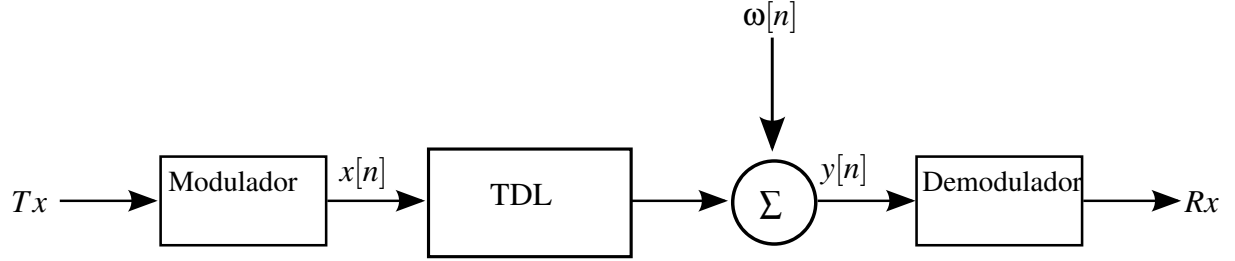 ω[n]
Tx
Modulador
x[n]
TDL
Σ
y[n]
Demodulador
Rx